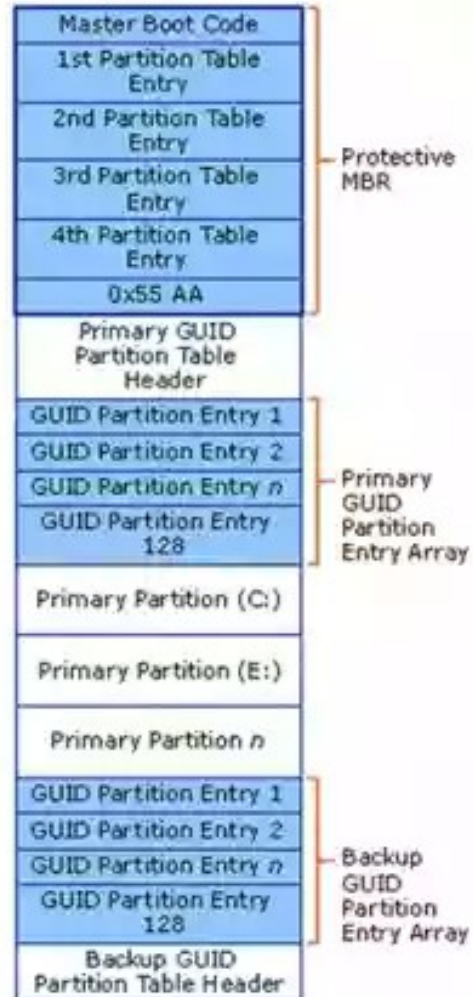 Master Boot Code
1st Partition Table
Entry
2nd Partition Table
Entry
3rd Partition Table
Entry
4th Partition Table
Entry
0x55 AA
Protective
MBR
Primary GUID
Partition Table
Header
GUID Partition Entry 1
GUID Partition Entry 2
GUID Partition Entry n
GUID Partition Entry
128
Primary
GUID
Partition
Entry Array
Primary Partition (C:)
Primary Partition (E:)
Primary Partition n
GUID Partition Entry 1
GUID Partition Entry 2
GUID Partition Entry n
GUID Partition Entry
128
Backup
GUID
Partition
Entry Array
Backup GUID
Partition Table Header